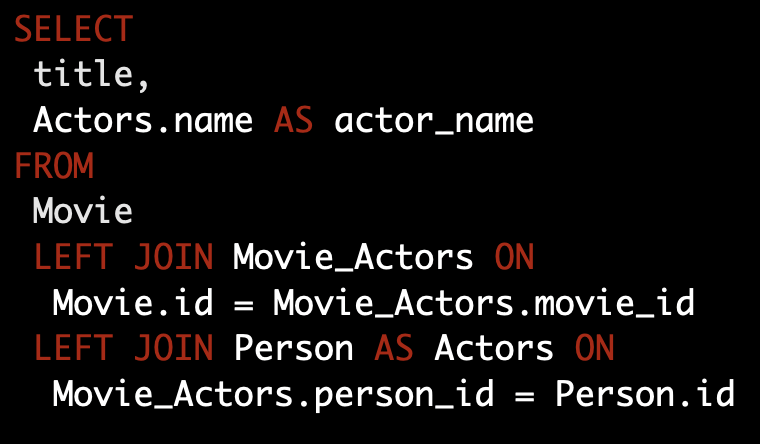 SELECT
title,
Actors.name AS actor_name
FROM
Movie
LEFT JOIN Movie_Actors ON
Movie.id = Movie_Actors.movie_id
LEFT JOIN Person AS Actors ON
Movie_Actors.person_id = Person.id